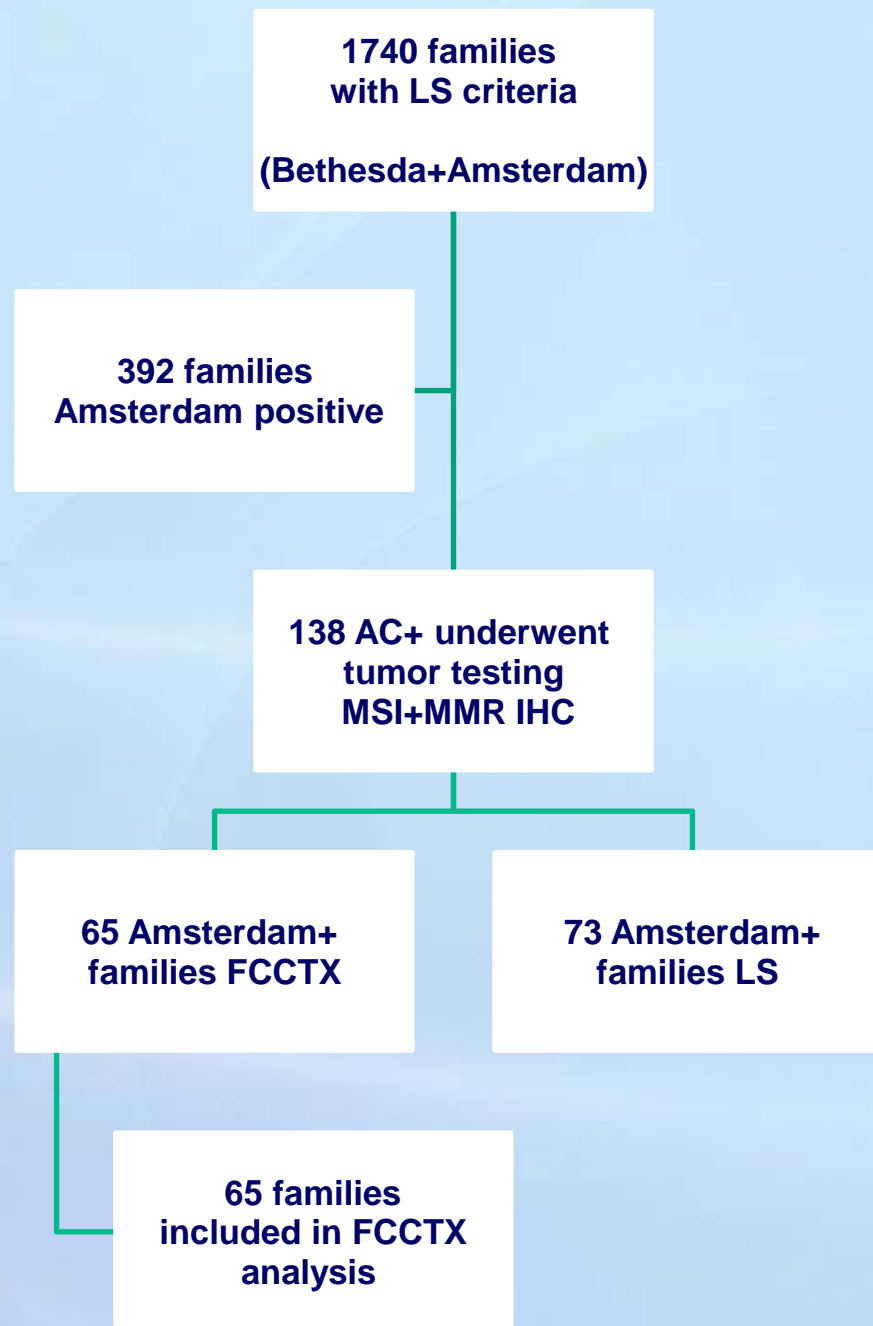 1740 families
with LS criteria
(Bethesda+Amsterdam)
392 families
Amsterdam positive
138 AC+ underwent
tumor testing
MSI+MMR IHC
65 Amsterdam+
families FCCTX
73 Amsterdam+
families LS
65 families
included in FCCTX
analysis